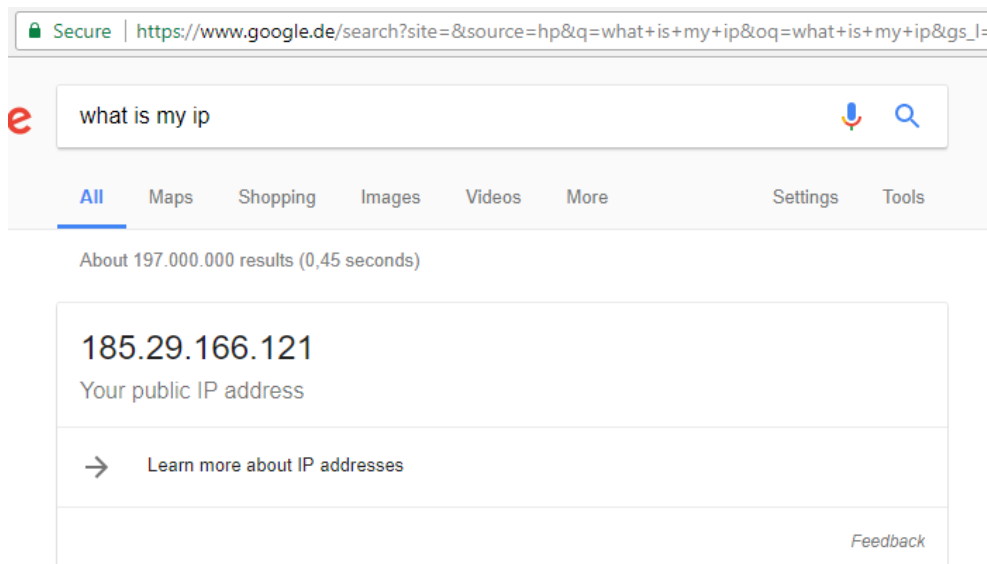 Secure | https://www.google.de/search?site=&source=hp&q=what+is+my+ip&oq=what+is+my+ip&gs_l=
e what is my ip
All Maps Shopping Images Videos More Settings Tools
About 197.000.000 results (0,45 seconds)
185.29.166.121
Your public IP address
Learn more about IP addresses
Feedback